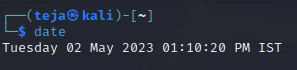 ┌──(teja㉿kali)-[~]
└─$ date
Tuesday 02 May 2023 01:10:20 PM IST